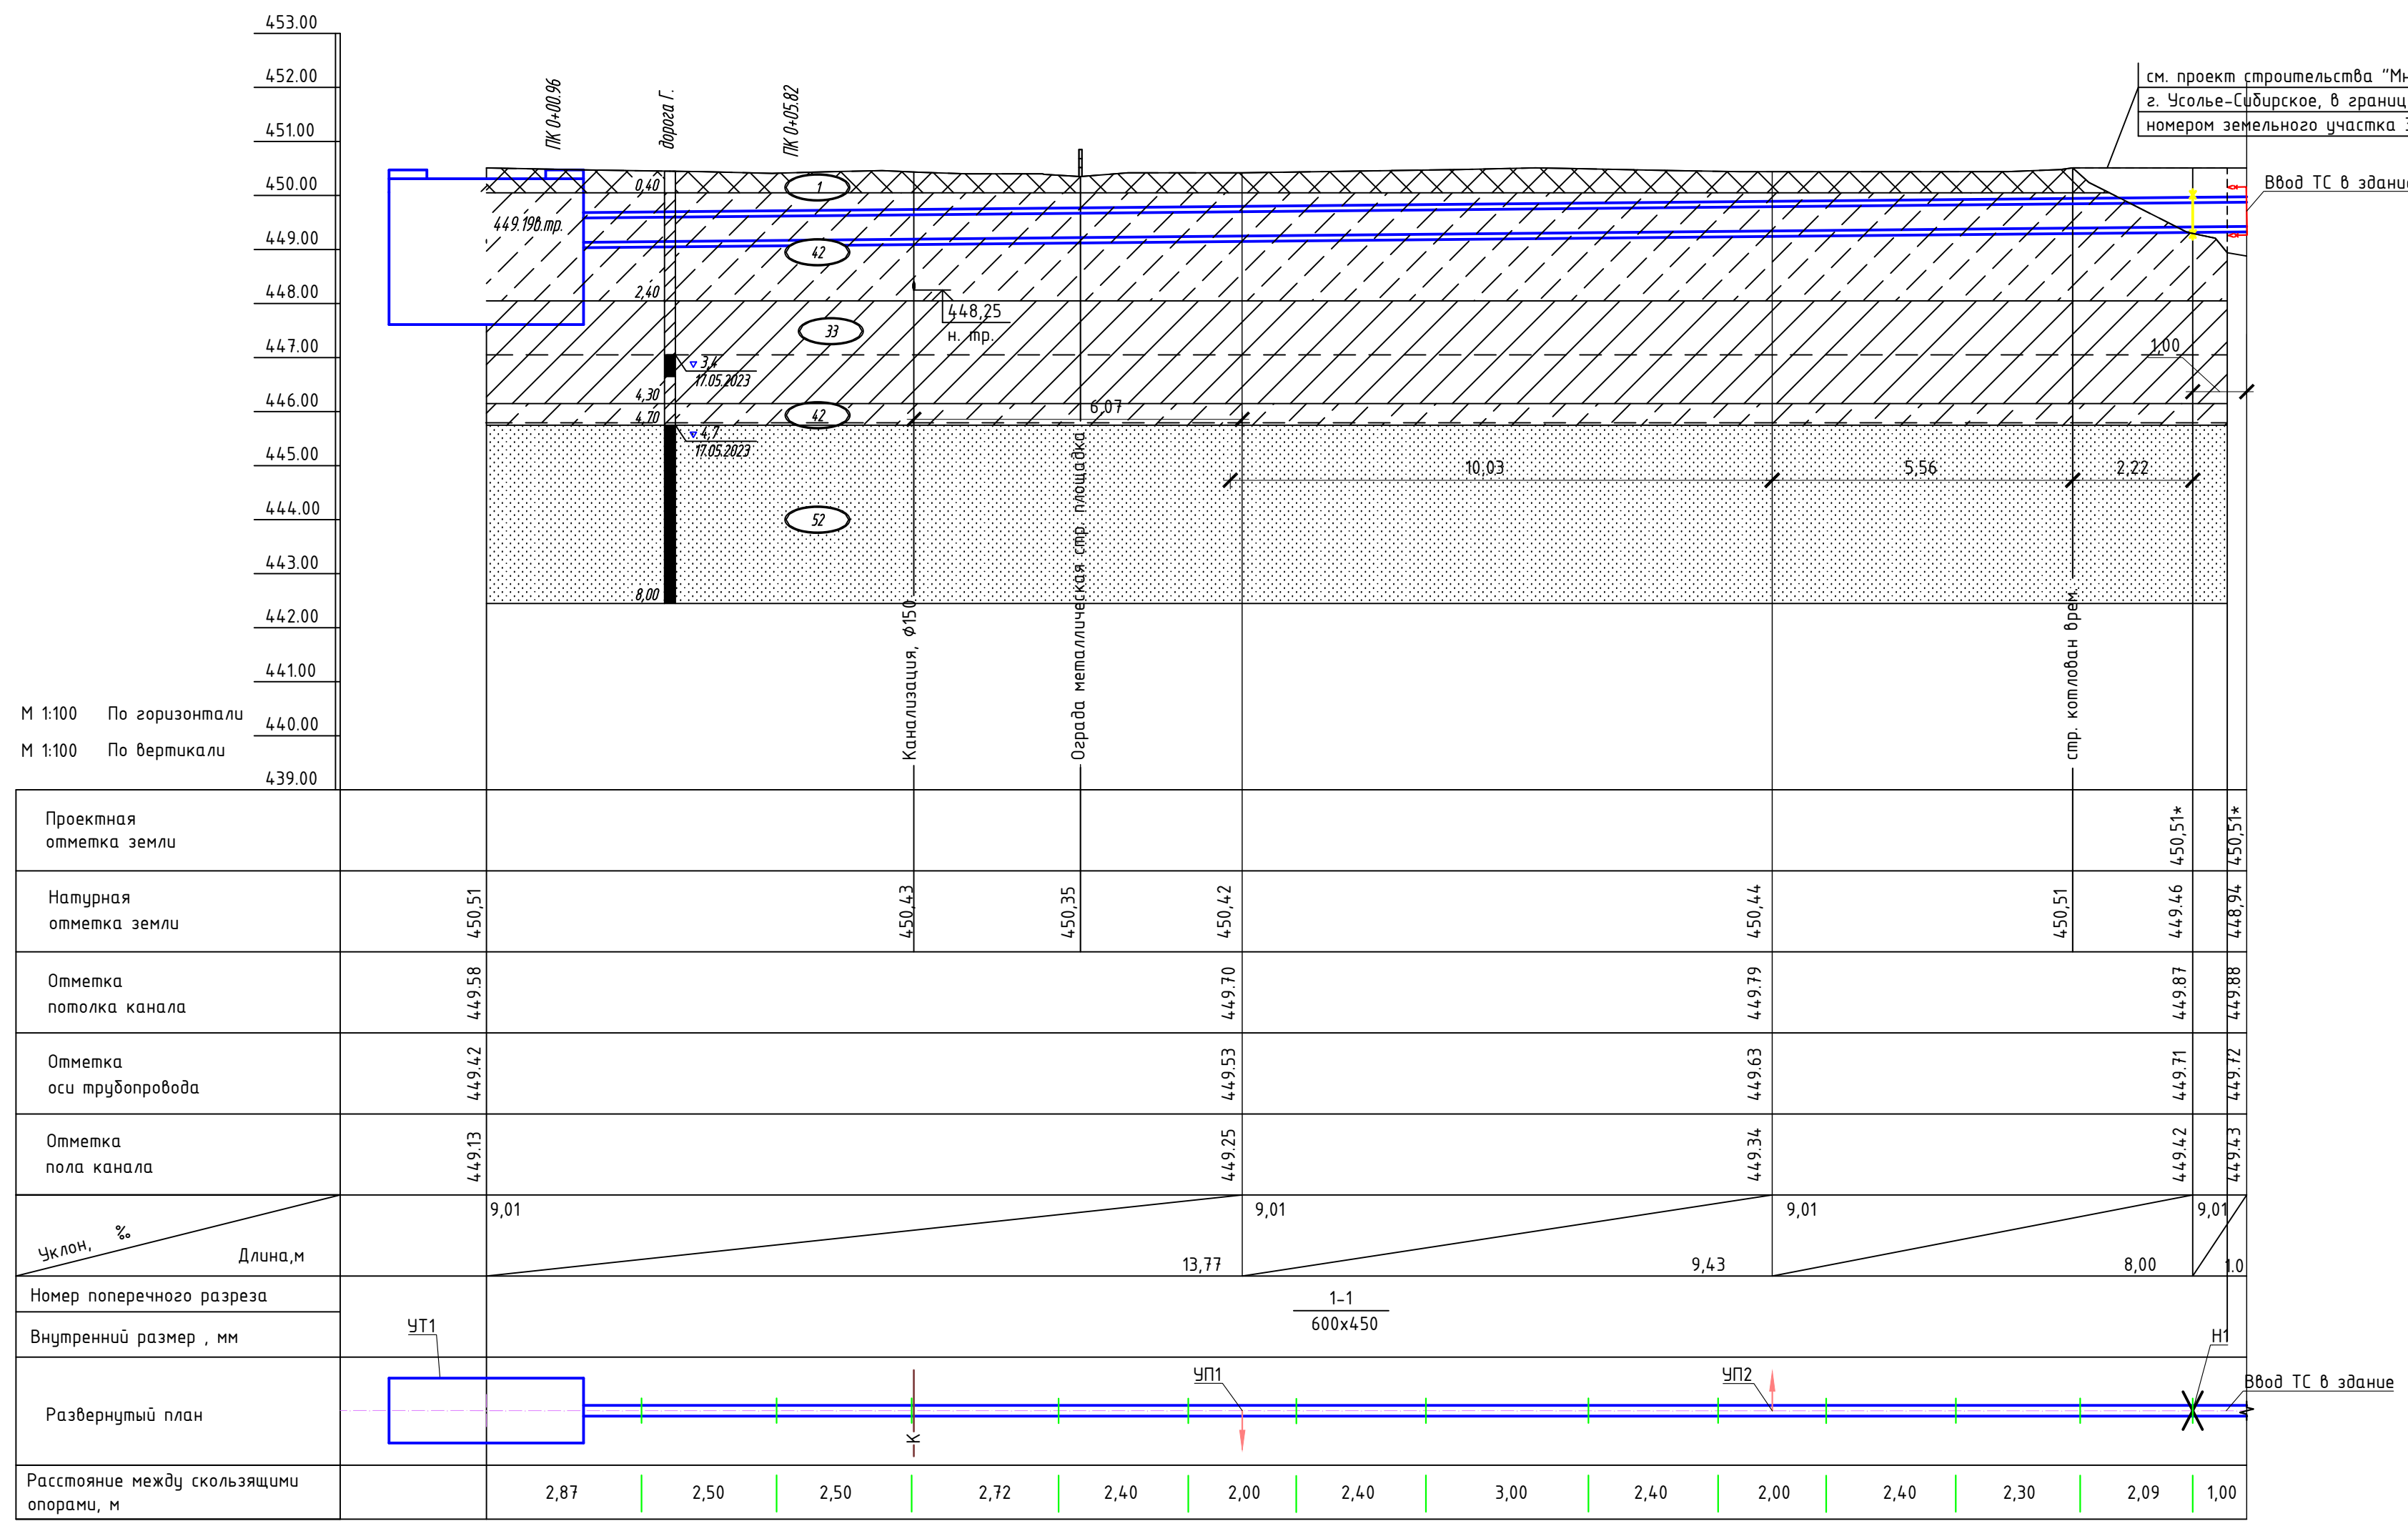 453.00
452.00
451.00
450.00
449.00
448.00
447.00
446.00
445.00
444.00
443.00
442.00
441.00
440.00
439.00
М 1:100 По горизонтали
М 1:100 По вертикали
ПК 0+00.96
дорога Г.
ПК 0+05.82
см. проект строительства "Мн
г. Усолье-Сибирское, в границ
номером земельного участка
Ввод ТС в здание
449.19в.тр.
0,40
2,40
4,30
4,70
8,00
1
42
33
42
52
3,4
17.05.2023
4,7
17.05.2023
448,25
н. тр.
1,00
6,07
10,03
5,56
2,22
Канализация, ф150
Ограда металлическая стр. площадка
стр. котлован врем.
Проектная
отметка земли
450,51*
450,51*
Натурная
отметка земли
450,51
450,43
450,35
450,42
450,44
450,51
449.46
448,94
Отметка
потолка канала
449.58
449.70
449.79
449.87
449.88
Отметка
оси трубопровода
449.42
449.53
449.63
449.71
449.72
Отметка
пола канала
449.13
449.25
449.34
449.42
449.43
Уклон, ‰
Длина,м
9,01
13,77
9,01
9,43
9,01
8,00
9,01
1.0
Номер поперечного разреза
Внутренний размер , мм
1-1
600х450
Развернутый план
УТ1
К
УП1
УП2
Н1
Ввод ТС в здание
Расстояние между скользящими
опорами, м
2,87
2,50
2,50
2,72
2,40
2,00
2,40
3,00
2,40
2,00
2,40
2,30
2,09
1,00